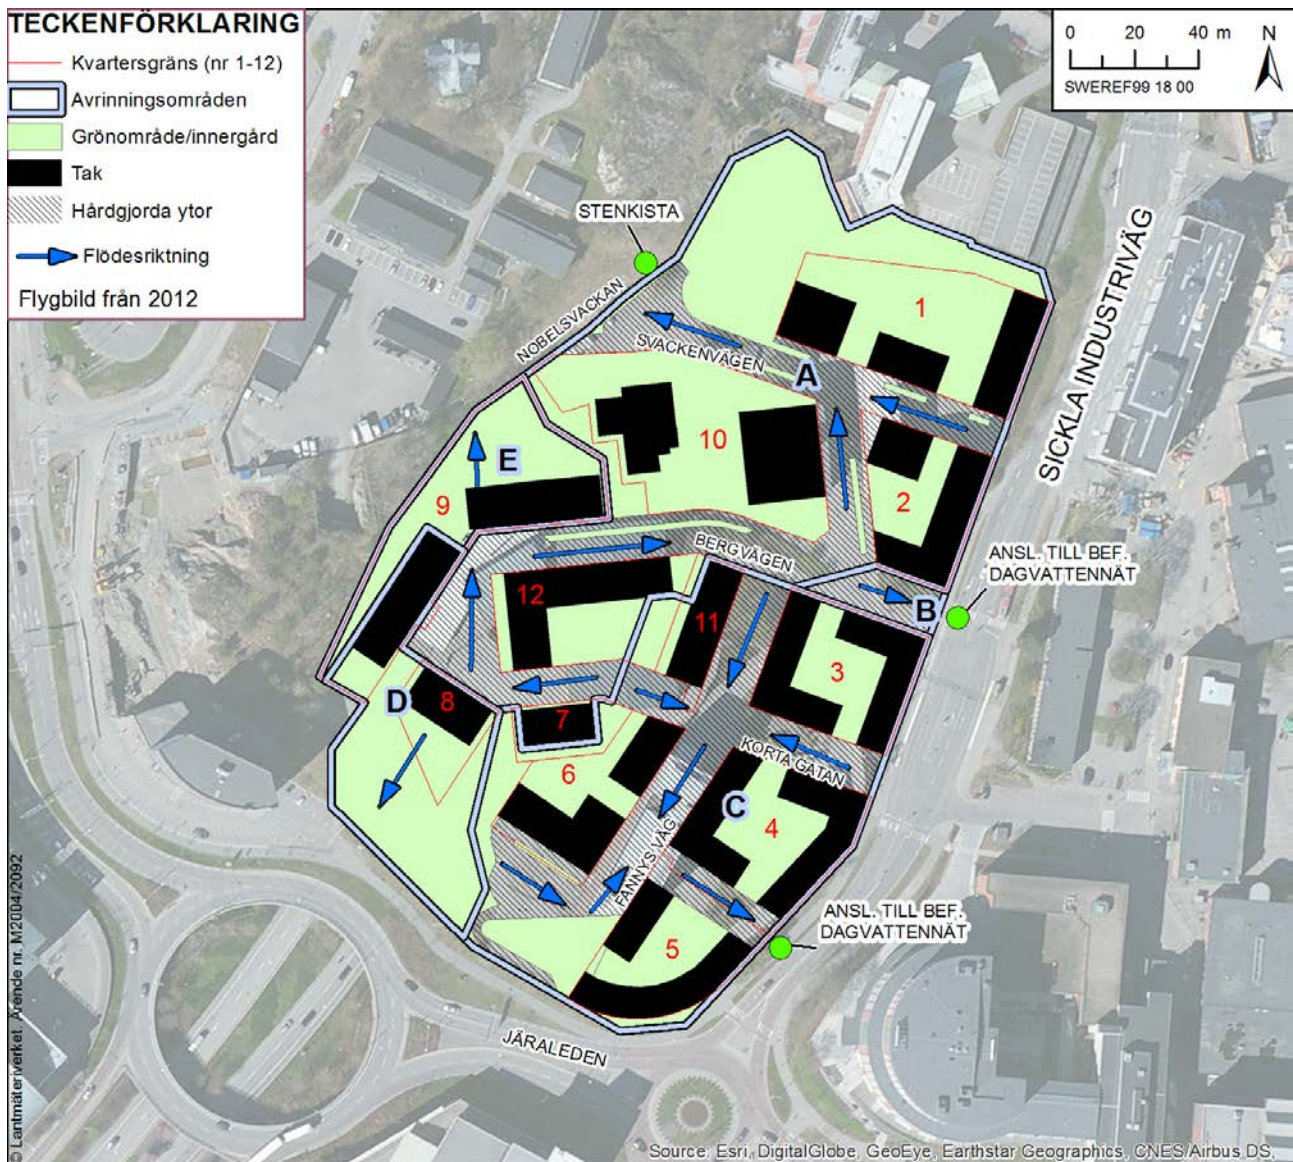 TECKENFÖRKLARING
Kvartersgräns (nr 1-12)
Avrinningsområden
Grönområde/innergård
Tak
Hårdgjorda ytor
Flödesriktning
Flygbild från 2012
0 20 40 m
N
SWEREF99 18 00
STENKISTA
NOBELSVACKAN
SVACKENVÄGEN
SICKLA INDUSTRIVÄG
1
A
10
E
9
2
BERGVÄGEN
ANSL. TILL BEF.
DAGVATTENNÄT
12
11
B
3
D
8
7
KORTA GATAN
6
C
4
FANNYS VÄG
5
ANSL. TILL BEF.
DAGVATTENNÄT
JÄRALEDEN
© Lantmäteriverket. Ärende nr. M2004/2092
Source: Esri, DigitalGlobe, GeoEye, Earthstar Geographics, CNES/Airbus DS,